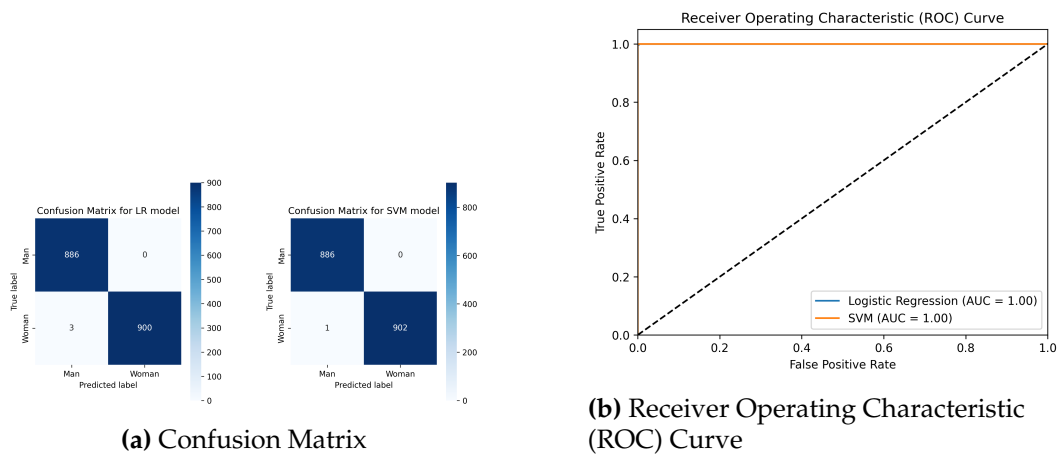 Confusion Matrix for LR model
Man
Woman
True label
886
0
3
900
Man
Woman
Predicted label
900
800
700
600
500
400
300
200
100
0
Confusion Matrix for SVM model
Man
Woman
True label
886
0
1
902
Man
Woman
Predicted label
800
600
400
200
0
(a) Confusion Matrix
Receiver Operating Characteristic (ROC) Curve
True Positive Rate
1.0
0.8
0.6
0.4
0.2
0.0
Logistic Regression (AUC = 1.00)
SVM (AUC = 1.00)
0.0
0.2
0.4
0.6
0.8
1.0
False Positive Rate
(b) Receiver Operating Characteristic
(ROC) Curve